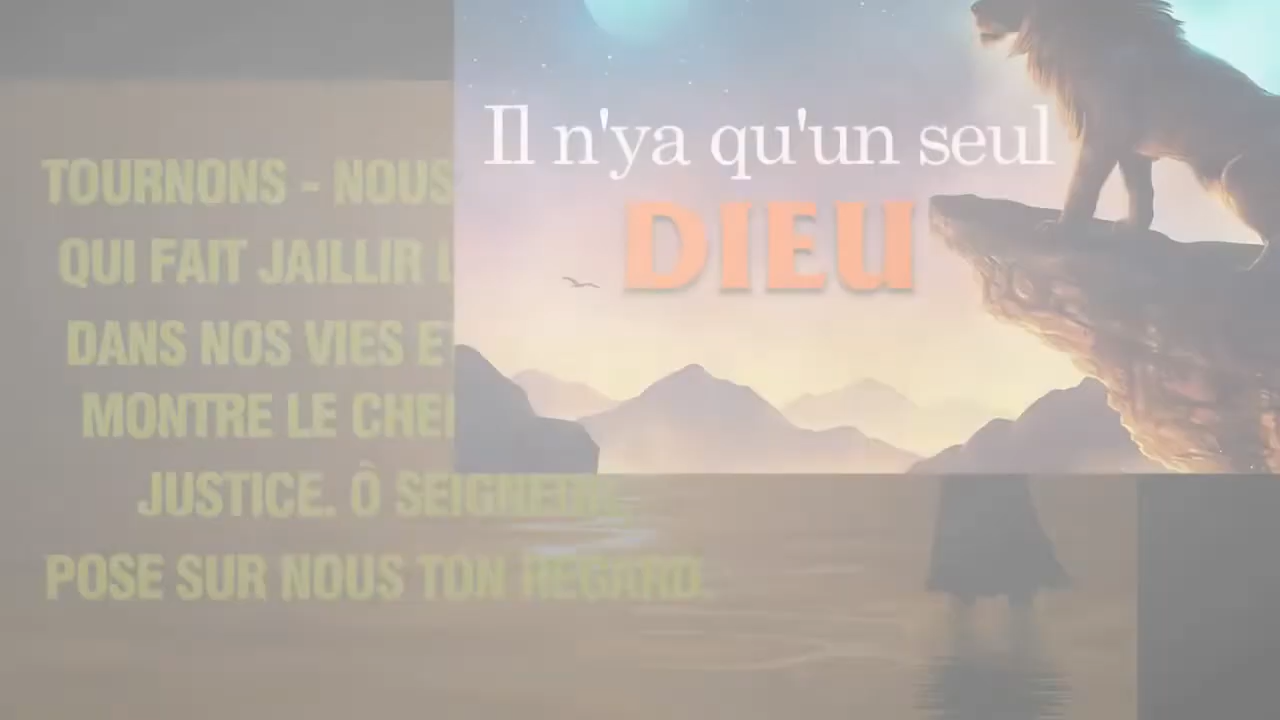 Il n'ya qu'un seul
DIEU
TOURNONS - NOUS
QUI FAIT JAILLIR
DANS NOS VIES
MONTRE LE
JUSTICE. Ô SEIGNEUR,
POSE SUR NOUS TON REGARD.